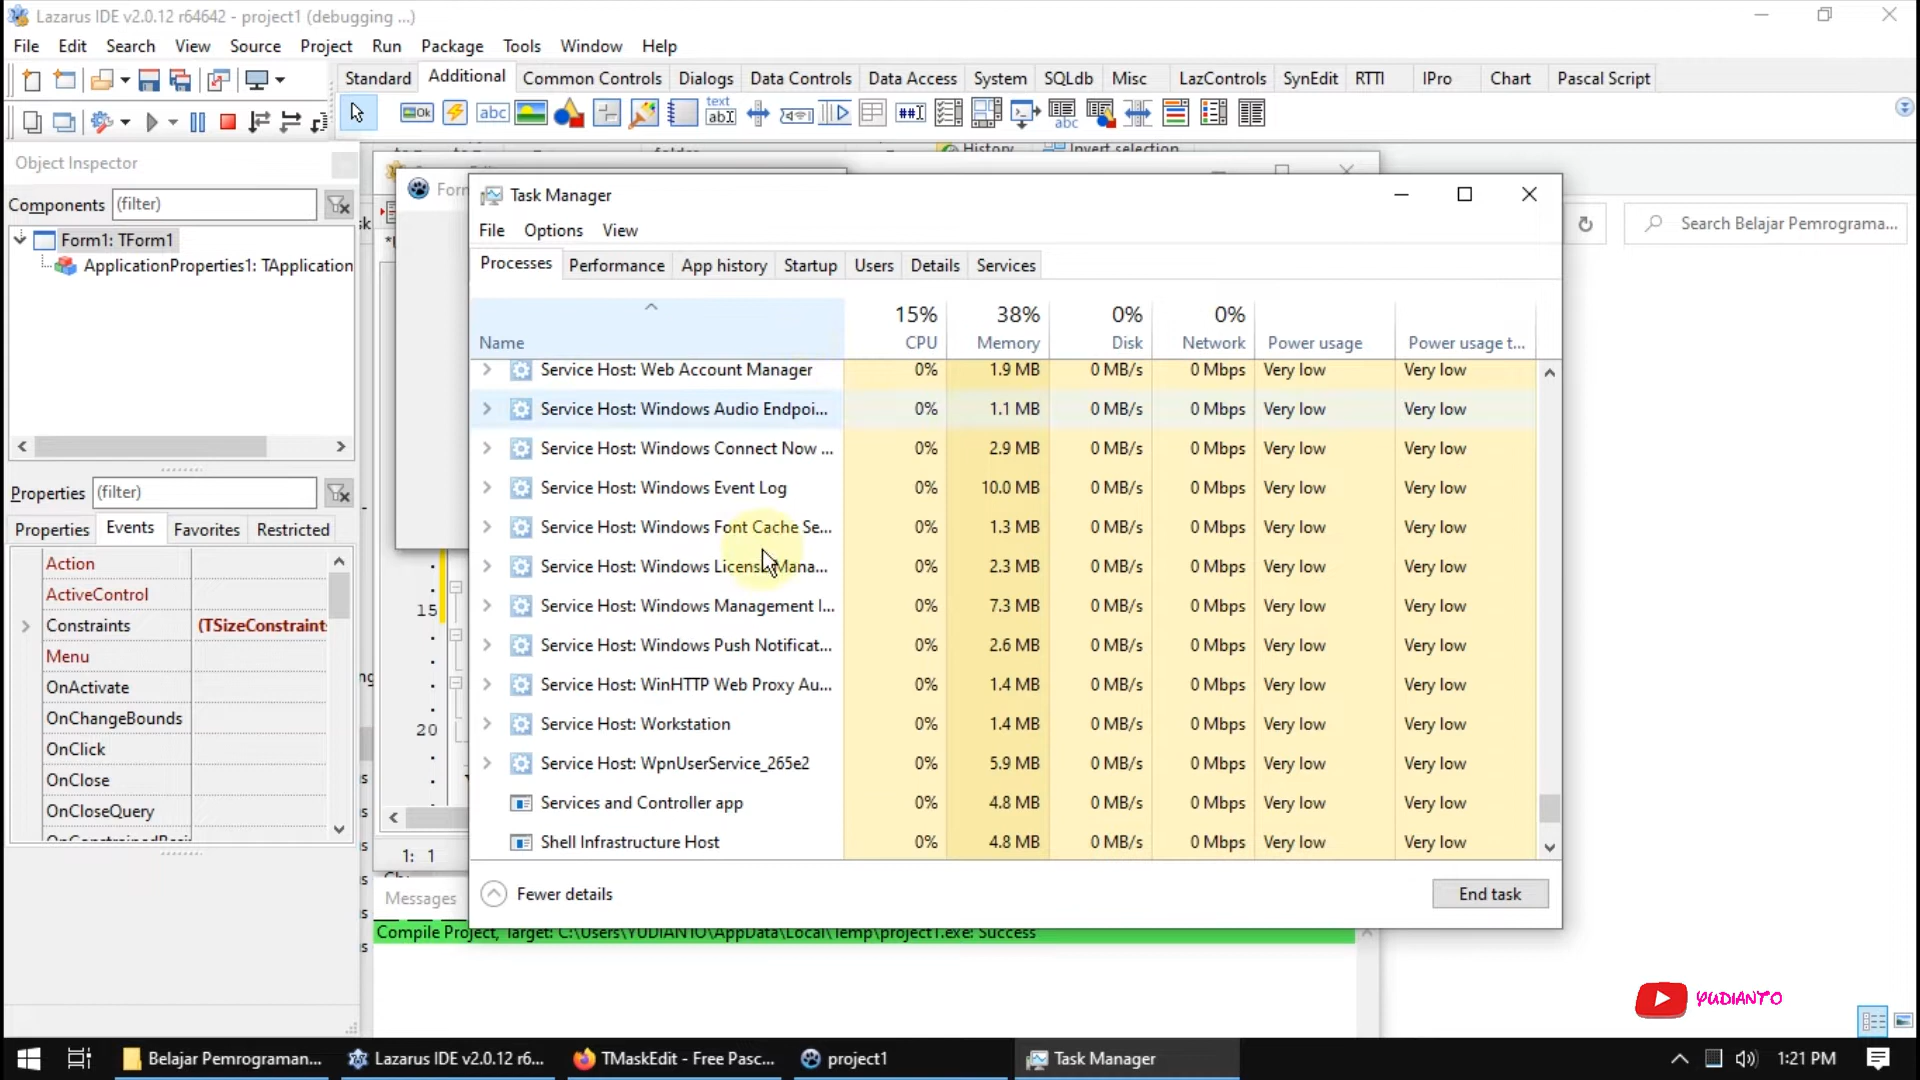 Lazarus IDE v2.0.12 r64642 - project1 (debugging ...)
File Edit Search View Source Project Run Package Tools Window Help
Standard Additional Common Controls Dialogs Data Controls Data Access System SQLdb Misc LazControls SynEdit RTTI IPro Chart Pascal Script
Object Inspector
Components (filter)
Form1: TForm1
ApplicationProperties1: TApplication
Properties (filter)
Properties Events Favorites Restricted
Action
ActiveControl
Constraints (TSizeConstraint:
Menu
OnActivate
OnChangeBounds
OnClick
OnClose
OnCloseQuery
History Invert selection
Search Belajar Pemrograma...
15
20
1: 1
Messages
Compile Project, Target: C:\Users\YUDIANTO\AppData\Local\Temp\project1.exe: Success
Task Manager
File Options View
Processes Performance App history Startup Users Details Services
15% 38% 0% 0%
Name CPU Memory Disk Network Power usage Power usage t...
Service Host: Web Account Manager 0% 1.9 MB 0 MB/s 0 Mbps Very low Very low
Service Host: Windows Audio Endpoi... 0% 1.1 MB 0 MB/s 0 Mbps Very low Very low
Service Host: Windows Connect Now ... 0% 2.9 MB 0 MB/s 0 Mbps Very low Very low
Service Host: Windows Event Log 0% 10.0 MB 0 MB/s 0 Mbps Very low Very low
Service Host: Windows Font Cache Se... 0% 1.3 MB 0 MB/s 0 Mbps Very low Very low
Service Host: Windows License Mana... 0% 2.3 MB 0 MB/s 0 Mbps Very low Very low
Service Host: Windows Management I... 0% 7.3 MB 0 MB/s 0 Mbps Very low Very low
Service Host: Windows Push Notificat... 0% 2.6 MB 0 MB/s 0 Mbps Very low Very low
Service Host: WinHTTP Web Proxy Au... 0% 1.4 MB 0 MB/s 0 Mbps Very low Very low
Service Host: Workstation 0% 1.4 MB 0 MB/s 0 Mbps Very low Very low
Service Host: WpnUserService_265e2 0% 5.9 MB 0 MB/s 0 Mbps Very low Very low
Services and Controller app 0% 4.8 MB 0 MB/s 0 Mbps Very low Very low
Shell Infrastructure Host 0% 4.8 MB 0 MB/s 0 Mbps Very low Very low
Fewer details End task
YUDIANTO
Belajar Pemrograman... Lazarus IDE v2.0.12 r6... TMaskEdit - Free Pasc... project1 Task Manager 1:21 PM